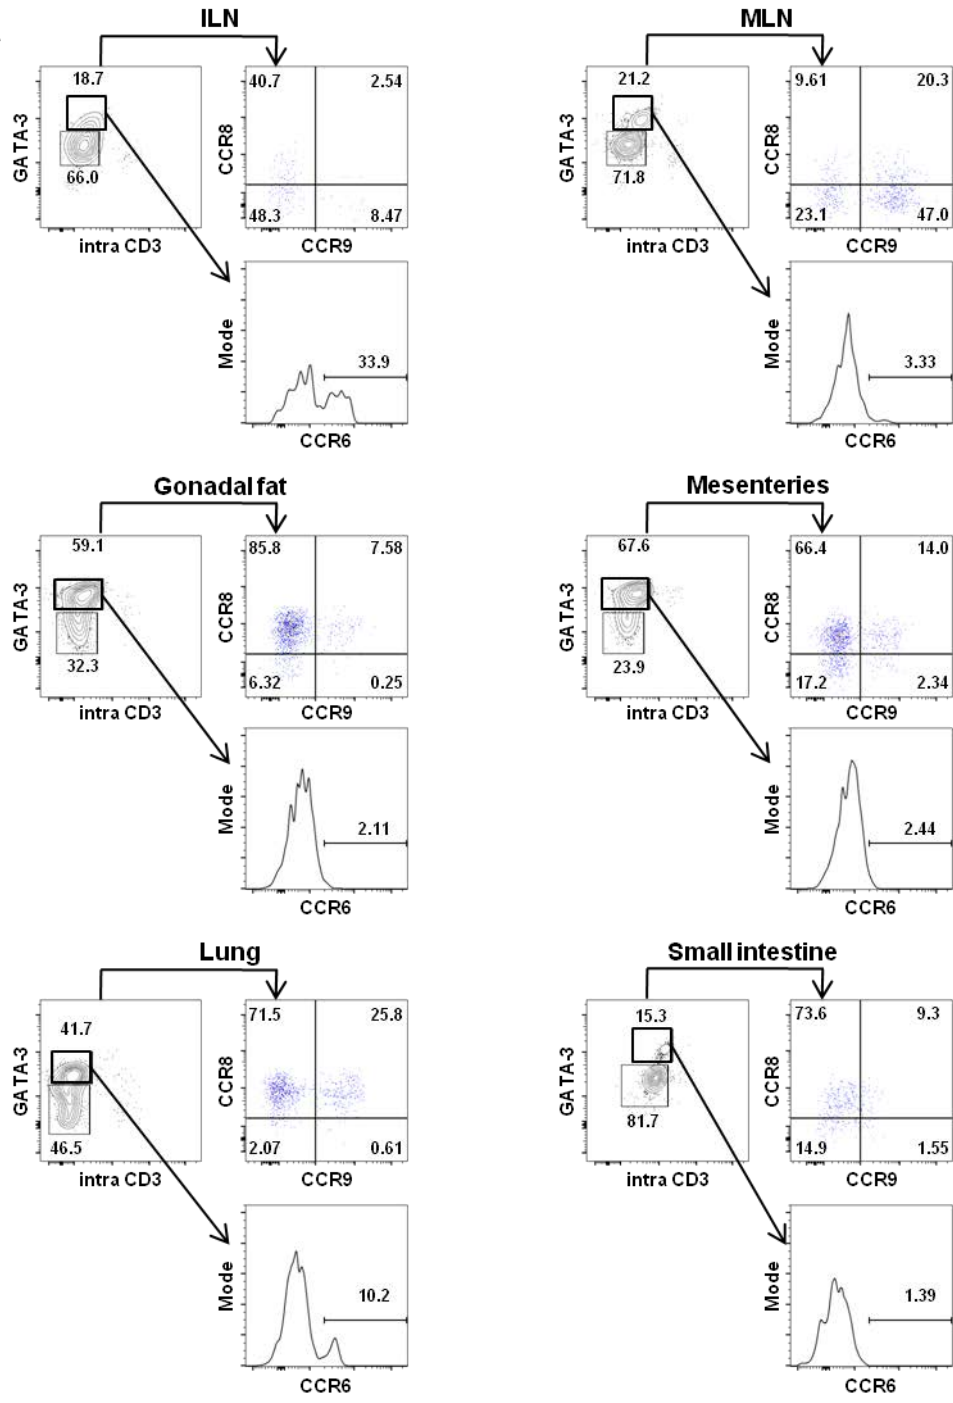 ILN
18.7
GATA-3
66.0
intra CD3
40.7 2.54
CCR8
48.3 8.47
CCR9
Mode
33.9
CCR6
MLN
21.2
GATA-3
71.8
intra CD3
9.61 20.3
CCR8
23.1 47.0
CCR9
Mode
3.33
CCR6
Gonadal fat
59.1
GATA-3
32.3
intra CD3
85.8 7.58
CCR8
6.32 0.25
CCR9
Mode
2.11
CCR6
Mesenteries
67.6
GATA-3
23.9
intra CD3
66.4 14.0
CCR8
17.2 2.34
CCR9
Mode
2.44
CCR6
Lung
41.7
GATA-3
46.5
intra CD3
71.5 25.8
CCR8
2.07 0.61
CCR9
Mode
10.2
CCR6
Small intestine
15.3
GATA-3
81.7
intra CD3
73.6 9.3
CCR8
14.9 1.55
CCR9
Mode
1.39
CCR6